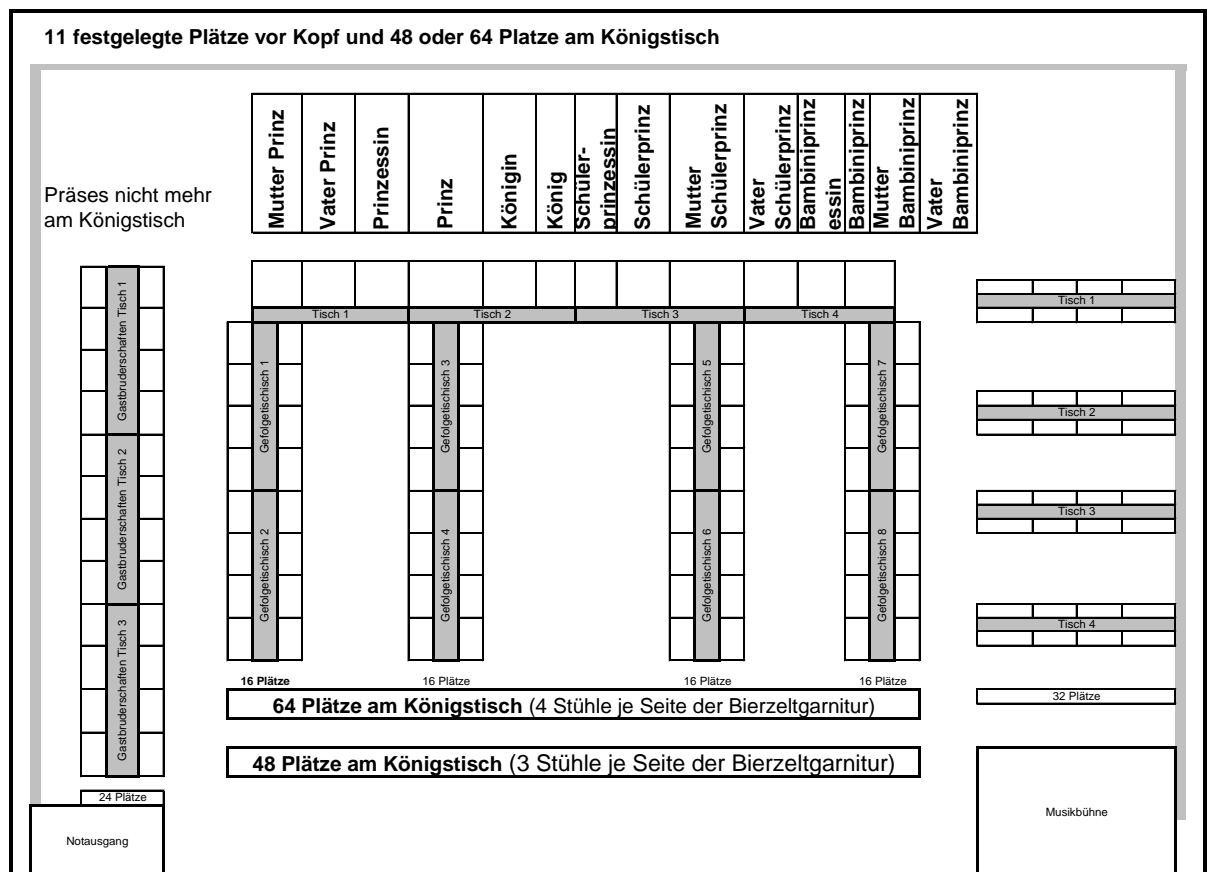 11 festgelegte Plätze vor Kopf und 48 oder 64 Platze am Königstisch
Präses nicht mehr
am Königstisch
Mutter Prinz
Vater Prinz
Prinzessin
Prinz
Königin
König
Schüler-
prinzessin
Schülerprinz
Mutter
Schülerprinz
Vater
Schülerprinz
Bambiniprinz
essin
Bambiniprinz
Mutter
Bambiniprinz
Vater
Bambiniprinz
Tisch 1
Tisch 2
Tisch 3
Tisch 4
Gastbruderschaften Tisch 1
Gastbruderschaften Tisch 2
Gastbruderschaften Tisch 3
24 Plätze
Notausgang
Gefolgetischisch 1
Gefolgetischisch 2
Gefolgetischisch 3
Gefolgetischisch 4
Gefolgetischisch 5
Gefolgetischisch 6
Gefolgetischisch 7
Gefolgetischisch 8
16 Plätze
16 Plätze
16 Plätze
16 Plätze
64 Plätze am Königstisch (4 Stühle je Seite der Bierzeltgarnitur)
48 Plätze am Königstisch (3 Stühle je Seite der Bierzeltgarnitur)
Tisch 1
Tisch 2
Tisch 3
Tisch 4
32 Plätze
Musikbühne